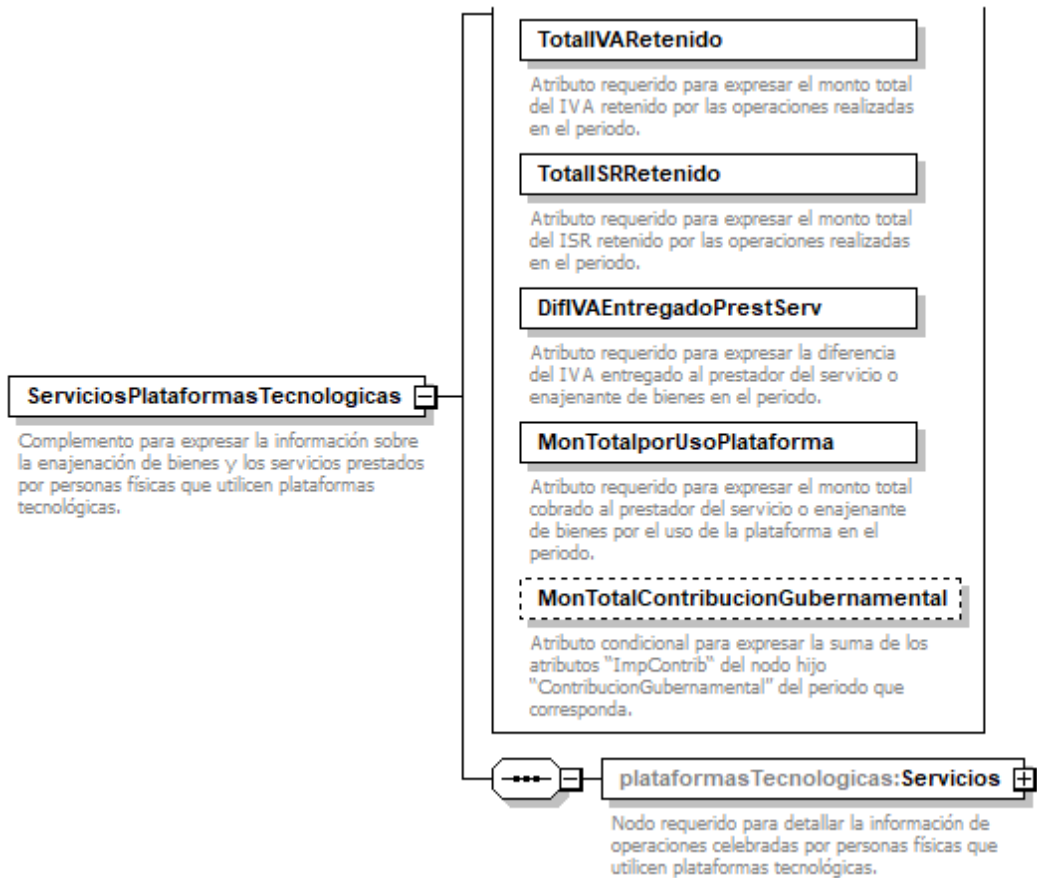 TotalIVARetenido
Atributo requerido para expresar el monto total
del IVA retenido por las operaciones realizadas
en el periodo.
TotalISRRetenido
Atributo requerido para expresar el monto total
del ISR retenido por las operaciones realizadas
en el periodo.
DifIVAEntregadoPrestServ
Atributo requerido para expresar la diferencia
del IVA entregado al prestador del servicio o
enajenante de bienes en el periodo.
ServiciosPlataformasTecnologicas
Complemento para expresar la información sobre
la enajenación de bienes y los servicios prestados
por personas físicas que utilicen plataformas
tecnológicas.
MonTotalporUsoPlataforma
Atributo requerido para expresar el monto total
cobrado al prestador del servicio o enajenante
de bienes por el uso de la plataforma en el
periodo.
MonTotalContribucionGubernamental
Atributo condicional para expresar la suma de los
atributos “ImpContrib“ del nodo hijo
“ContribucionGubernamental” del periodo que
corresponda.
plataformasTecnologicas:Servicios
Nodo requerido para detallar la información de
operaciones celebradas por personas físicas que
utilicen plataformas tecnológicas.